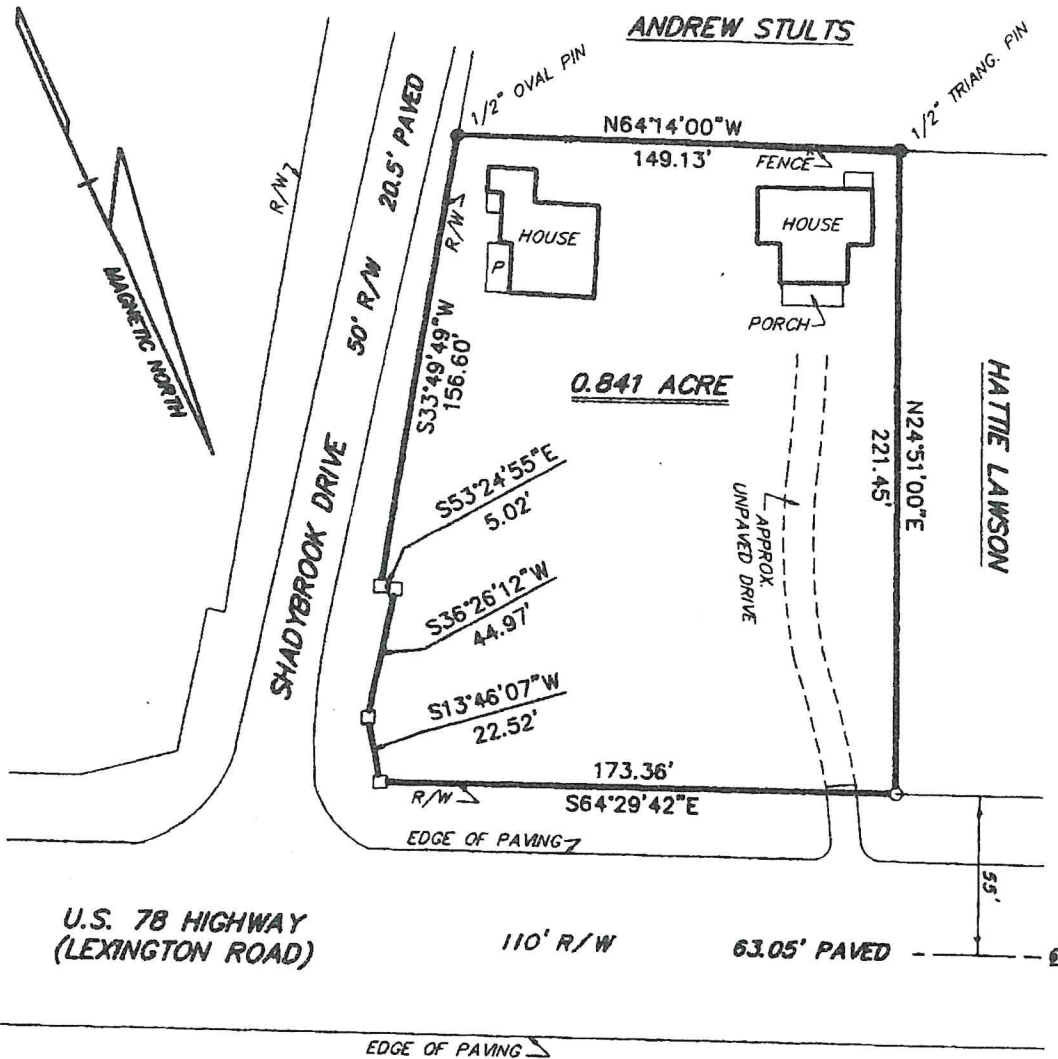 ANDREW STULTS
1/2" OVAL PIN
1/2" TRIANG. PIN
N64°14'00"W
149.13'
FENCE
20.5' PAVED
R/W
R/W
HOUSE
P
HOUSE
PORCH
50' R/W
MAGNETIC NORTH
S33°49'49"W
156.60'
0.841 ACRE
HATTIE LAWSON
N24°51'00"E
221.45'
SHADYBROOK DRIVE
S53°24'55"E
5.02'
APPROX.
UNPAVED DRIVE
S36°26'12"W
44.97'
S13°46'07"W
22.52'
173.36'
R/W
S64°29'42"E
EDGE OF PAVING
55'
U.S. 78 HIGHWAY
(LEXINGTON ROAD)
110' R/W
63.05' PAVED
EDGE OF PAVING